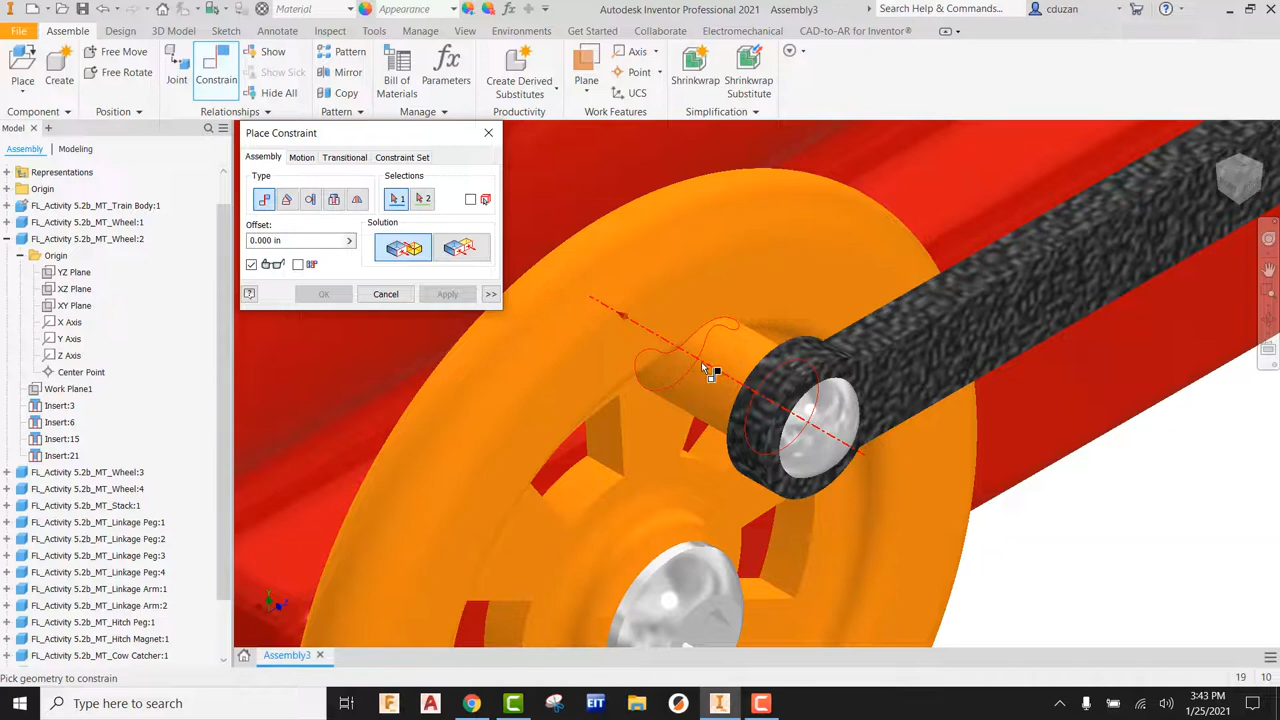 Material
Appearance
Autodesk Inventor Professional 2021 Assembly3
Search Help & Commands...
cduzan
File Assemble Design 3D Model Sketch Annotate Inspect Tools Manage View Environments Get Started Collaborate Electromechanical CAD-to-AR for Inventor®
Place
Create
Free Move
Free Rotate
Component
Position
Joint
Constrain
Show
Show Sick
Hide All
Relationships
Pattern
Mirror
Copy
Pattern
Bill of
Materials
Parameters
Manage
Create Derived
Substitutes
Productivity
Plane
Axis
Point
UCS
Work Features
Shrinkwrap
Shrinkwrap
Substitute
Simplification
Model
Assembly Modeling
Representations
Origin
FL_Activity 5.2b_MT_Train Body:1
FL_Activity 5.2b_MT_Wheel:1
FL_Activity 5.2b_MT_Wheel:2
Origin
YZ Plane
XZ Plane
XY Plane
X Axis
Y Axis
Z Axis
Center Point
Work Plane1
Insert:3
Insert:6
Insert:15
Insert:21
FL_Activity 5.2b_MT_Wheel:3
FL_Activity 5.2b_MT_Wheel:4
FL_Activity 5.2b_MT_Stack:1
FL_Activity 5.2b_MT_Linkage Peg:1
FL_Activity 5.2b_MT_Linkage Peg:2
FL_Activity 5.2b_MT_Linkage Peg:3
FL_Activity 5.2b_MT_Linkage Peg:4
FL_Activity 5.2b_MT_Linkage Arm:1
FL_Activity 5.2b_MT_Linkage Arm:2
FL_Activity 5.2b_MT_Hitch Peg:1
FL_Activity 5.2b_MT_Hitch Magnet:1
FL_Activity 5.2b_MT_Cow Catcher:1
Place Constraint
Assembly Motion Transitional Constraint Set
Type
Selections
1
2
Offset:
0.000 in
Solution
OK
Cancel
Apply
>>
Assembly3
Pick geometry to constrain
19 10
Type here to search
EIT
3:43 PM
1/25/2021